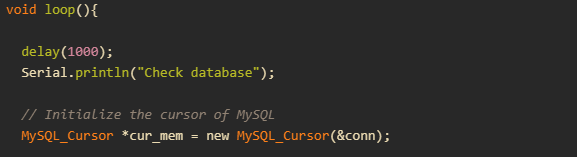 void loop(){
delay(1000);
Serial.println("Check database");
// Initialize the cursor of MySQL
MySQL_Cursor *cur_mem = new MySQL_Cursor(&conn);